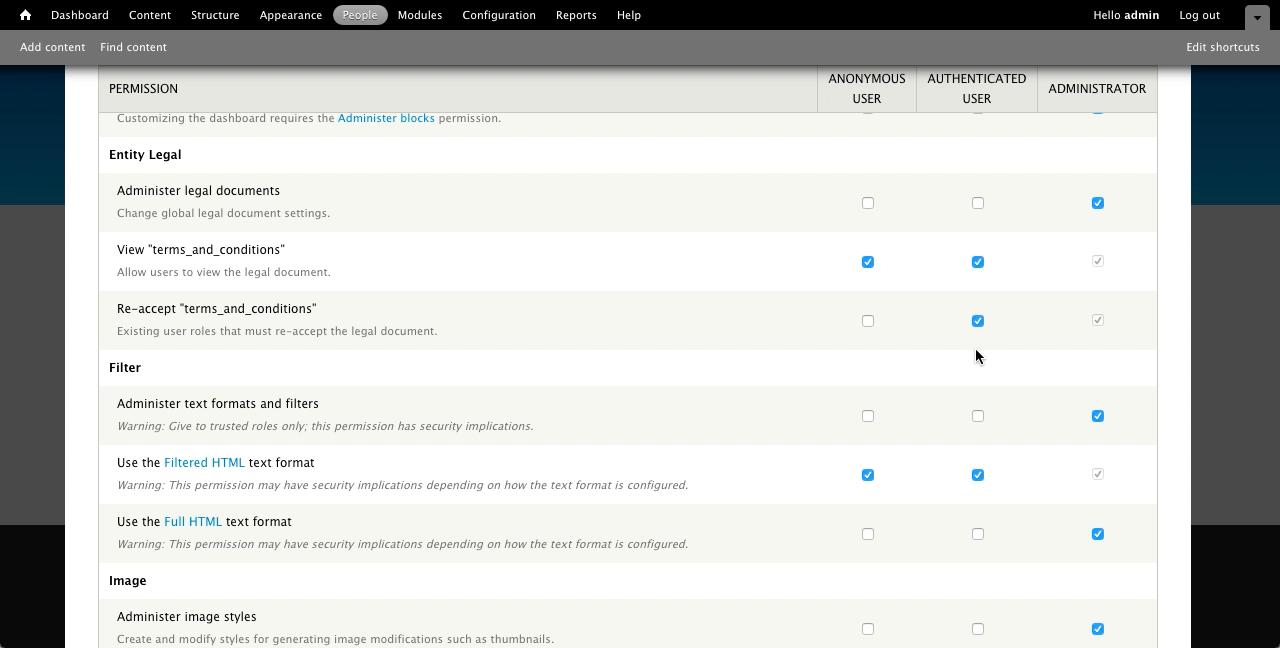 Dashboard Content Structure Appearance People Modules Configuration Reports Help Hello admin Log out
Add content Find content Edit shortcuts
PERMISSION ANONYMOUS USER AUTHENTICATED USER ADMINISTRATOR
Customizing the dashboard requires the Administer blocks permission.
Entity Legal
Administer legal documents
Change global legal document settings.
View "terms_and_conditions"
Allow users to view the legal document.
Re-accept "terms_and_conditions"
Existing user roles that must re-accept the legal document.
Filter
Administer text formats and filters
Warning: Give to trusted roles only; this permission has security implications.
Use the Filtered HTML text format
Warning: This permission may have security implications depending on how the text format is configured.
Use the Full HTML text format
Warning: This permission may have security implications depending on how the text format is configured.
Image
Administer image styles
Create and modify styles for generating image modifications such as thumbnails.